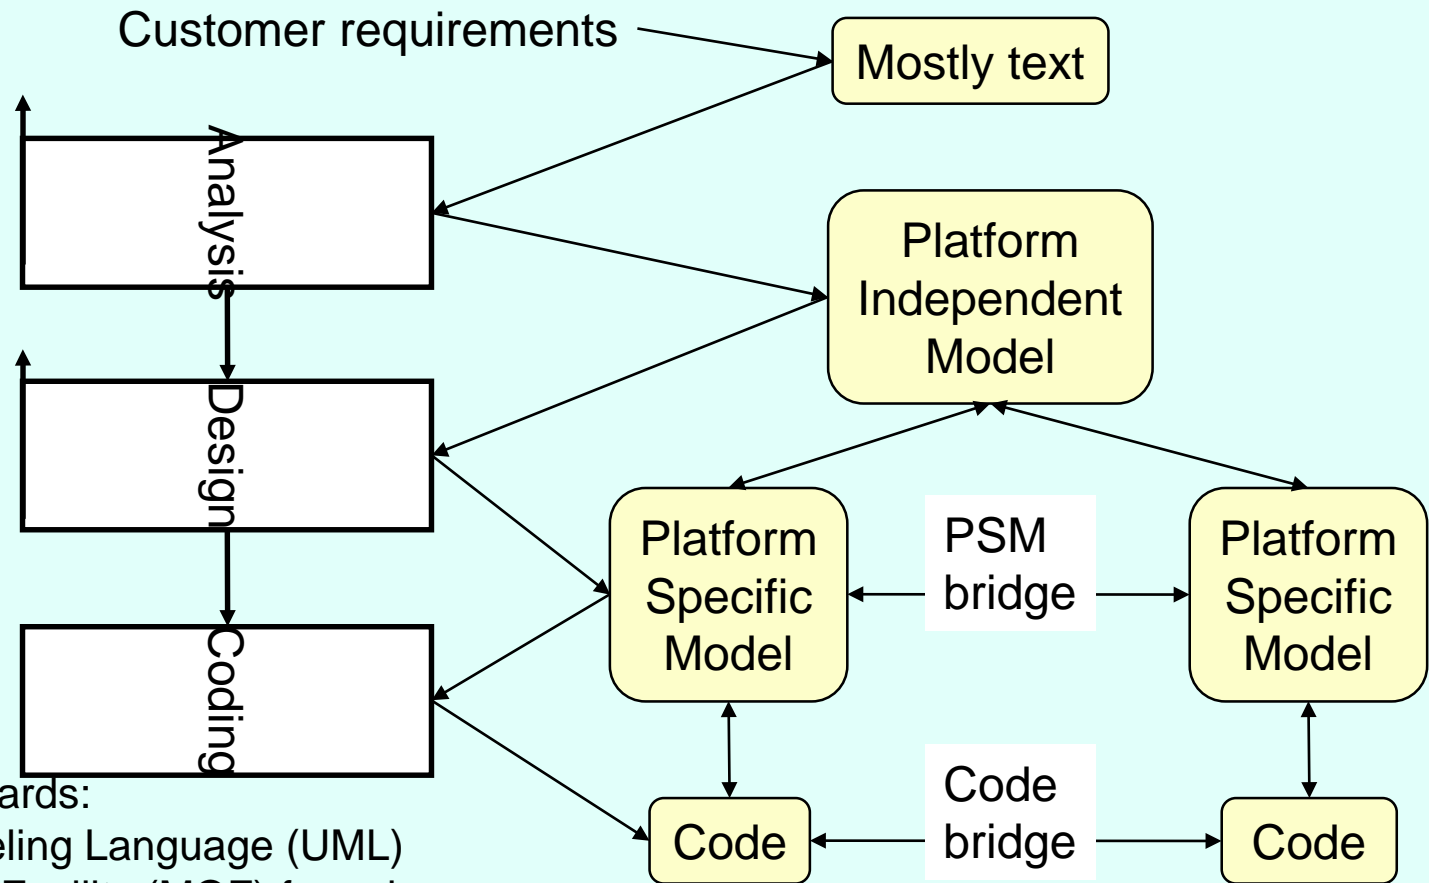 Customer requirements
Mostly text
Analysis
Platform
Independent
Model
Design
Platform
Specific
Model
PSM
bridge
Platform
Specific
Model
Coding
Code
Code
bridge
Code
ards:
eling Language (UML)
(MOF)